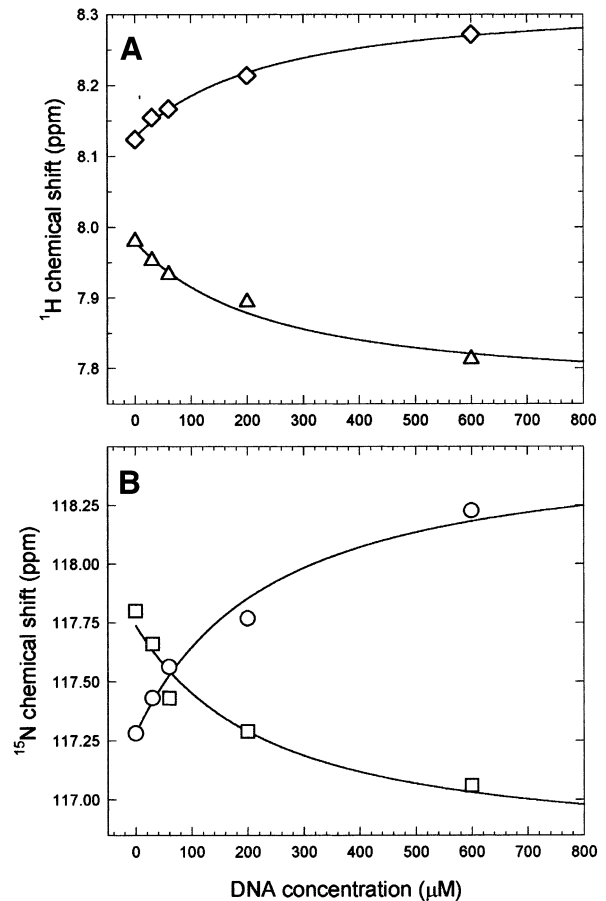 A
8.3
8.2
8.1
8.0
7.9
7.8
¹H chemical shift (ppm)
0 100 200 300 400 500 600 700 800
B
118.25
118.00
117.75
117.50
117.25
117.00
¹⁵N chemical shift (ppm)
0 100 200 300 400 500 600 700 800
DNA concentration (μM)